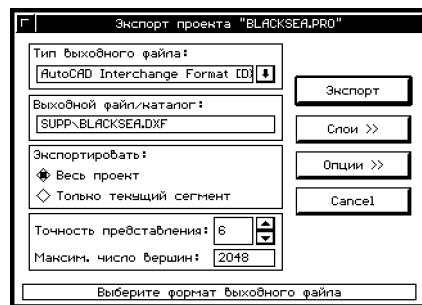 Экспорт проекта "BLACKSEA.PRO"
Тип выходного файла:
AutoCAD Interchange Format (D)
Выходной файл/каталог:
SUPP\BLACKSEA.DXF
Экспортировать:
Весь проект
Только текущий сегмент
Точность представления: 6
Максим. число вершин: 2048
Экспорт
Слои >>
Опции >>
Cancel
Выберите формат выходного файла